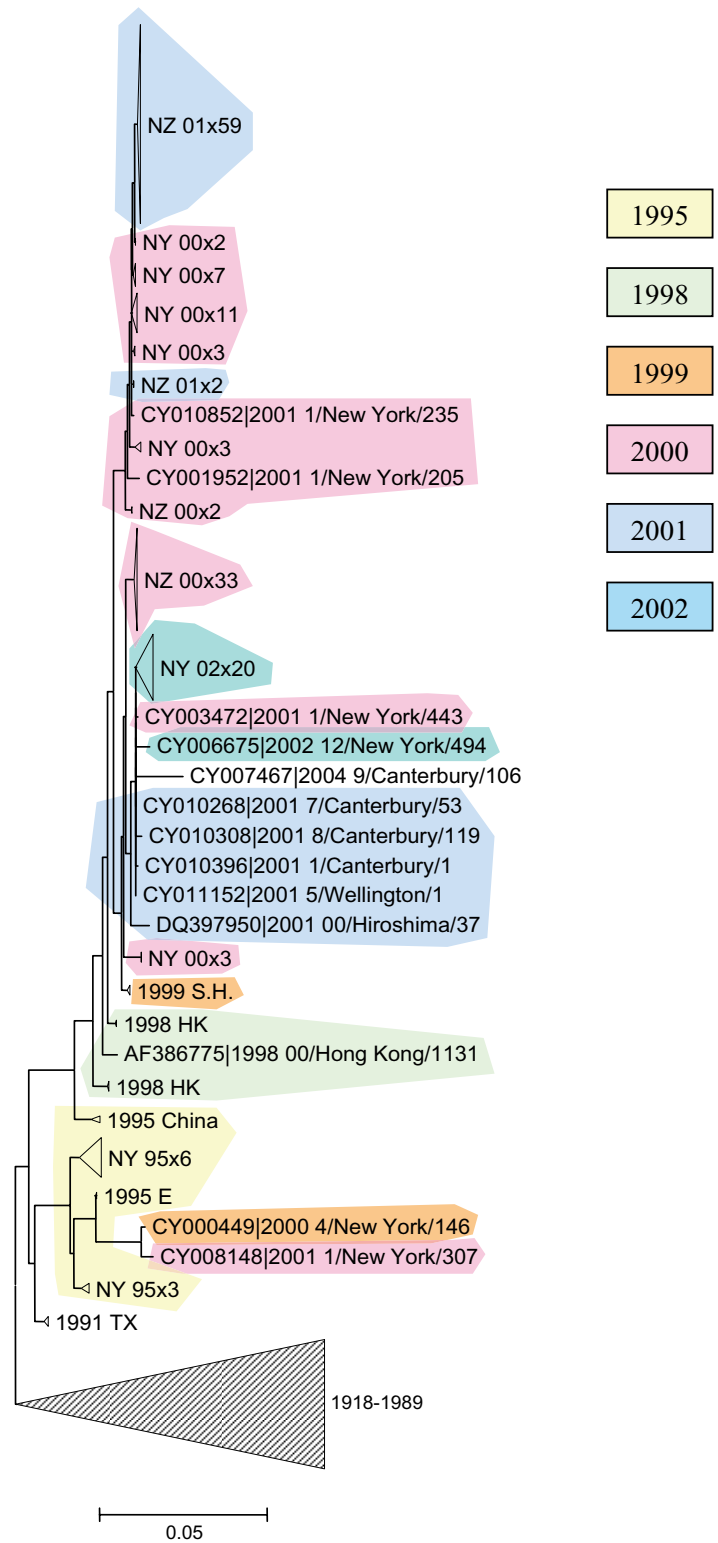 NZ 01x59
NY 00x2
NY 00x7
NY 00x11
NY 00x3
NZ 01x2
CY010852|2001 1/New York/235
NY 00x3
CY001952|2001 1/New York/205
NZ 00x2
NZ 00x33
NY 02x20
CY003472|2001 1/New York/443
CY006675|2002 12/New York/494
CY007467|2004 9/Canterbury/106
CY010268|2001 7/Canterbury/53
CY010308|2001 8/Canterbury/119
CY010396|2001 1/Canterbury/1
CY011152|2001 5/Wellington/1
DQ397950|2001 00/Hiroshima/37
NY 00x3
1999 S.H.
1998 HK
AF386775|1998 00/Hong Kong/1131
1998 HK
1995 China
NY 95x6
1995 E
CY000449|2000 4/New York/146
CY008148|2001 1/New York/307
NY 95x3
1991 TX
1918-1989
0.05
1995
1998
1999
2000
2001
2002